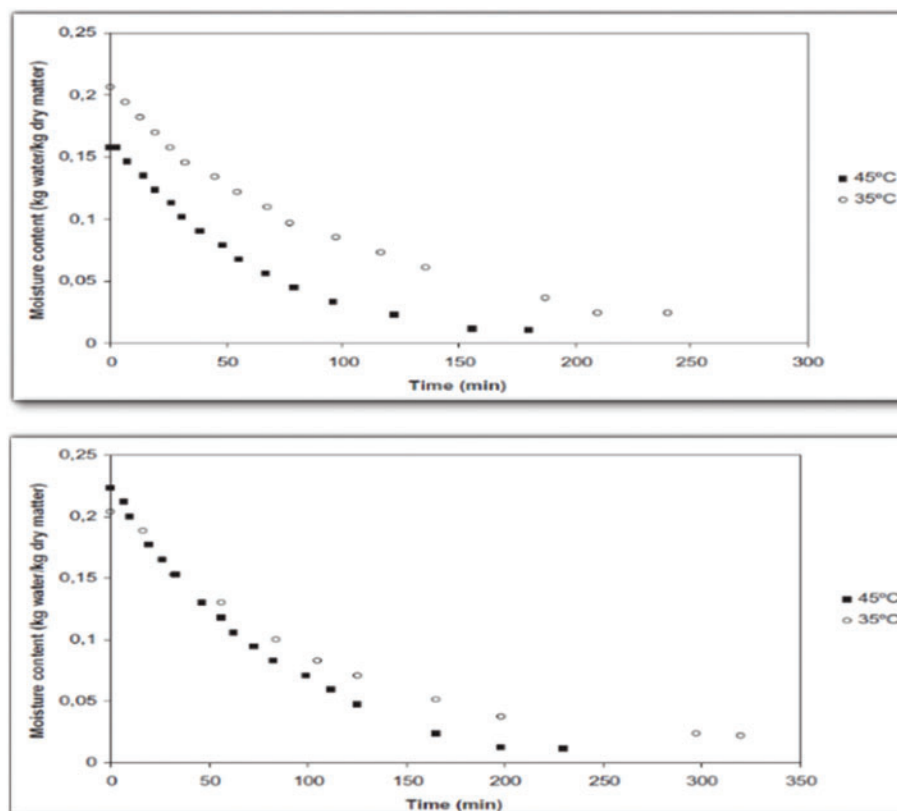 0,25
0,2
0,15
0,1
0,05
0
Moisture content (kg water/kg dry matter)
0 50 100 150 200 250 300
Time (min)
45ºC
35ºC
0,25
0,2
0,15
0,1
0,05
0
Moisture content (kg water/kg dry matter)
0 50 100 150 200 250 300 350
Time (min)
45ºC
35ºC